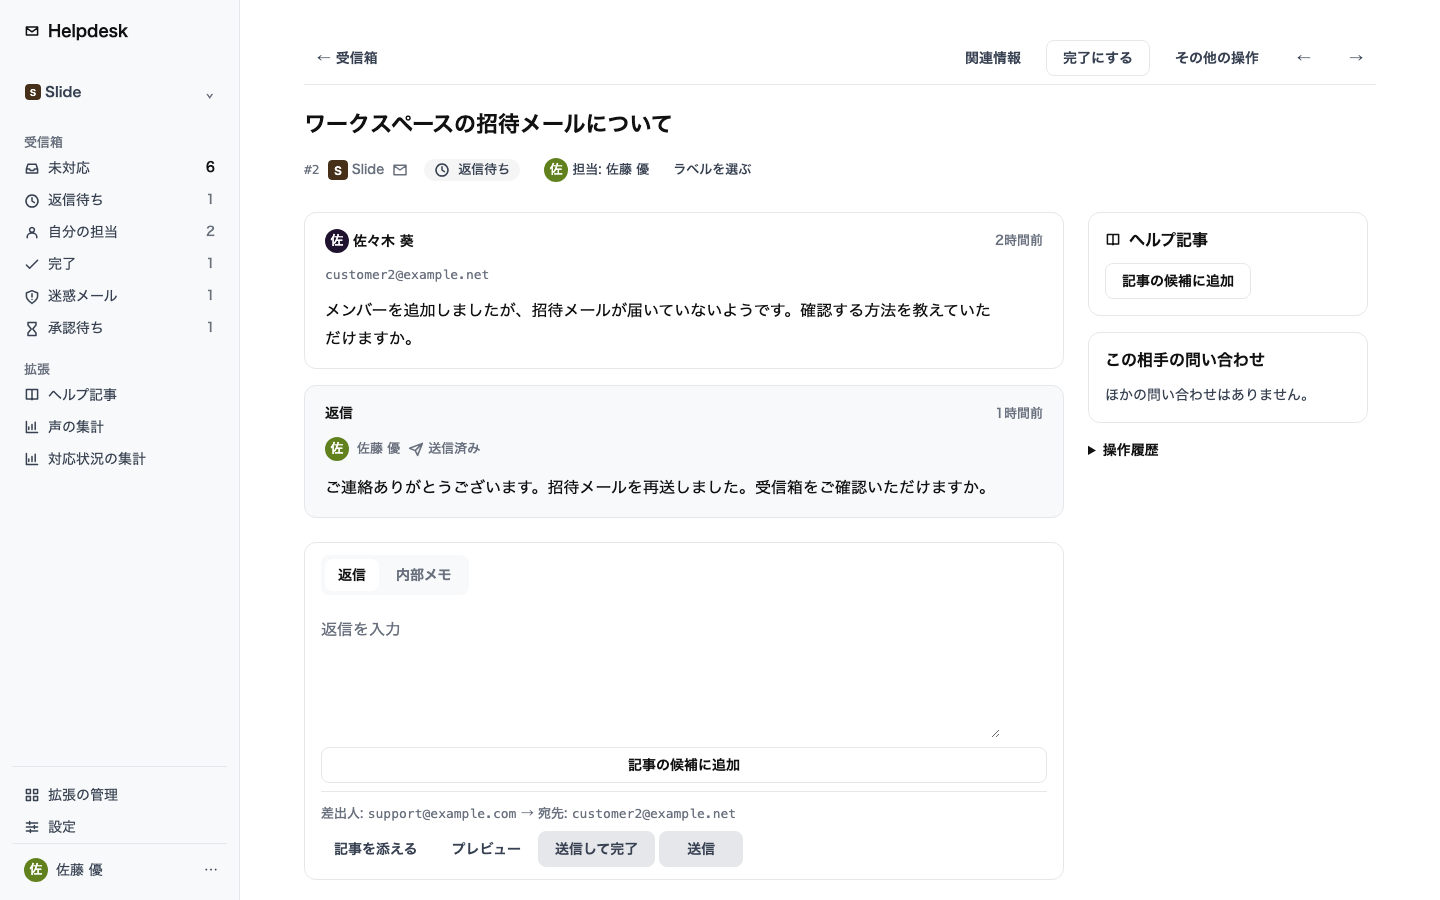 Helpdesk
S Slide
受信箱
未対応 6
返信待ち 1
自分の担当 2
完了 1
迷惑メール 1
承認待ち 1
拡張
ヘルプ記事
声の集計
対応状況の集計
拡張の管理
設定
佐 佐藤 優 …
← 受信箱
関連情報 完了にする その他の操作 ← →
ワークスペースの招待メールについて
#2 S Slide 返信待ち 佐 担当: 佐藤 優 ラベルを選ぶ
佐 佐々木 葵 2時間前
customer2@example.net
メンバーを追加しましたが、招待メールが届いていないようです。確認する方法を教えていた
だけますか。
返信 1時間前
佐 佐藤 優 送信済み
ご連絡ありがとうございます。招待メールを再送しました。受信箱をご確認いただけますか。
返信 内部メモ
返信を入力
記事の候補に追加
差出人: support@example.com → 宛先: customer2@example.net
記事を添える プレビュー 送信して完了 送信
ヘルプ記事
記事の候補に追加
この相手の問い合わせ
ほかの問い合わせはありません。
▶ 操作履歴